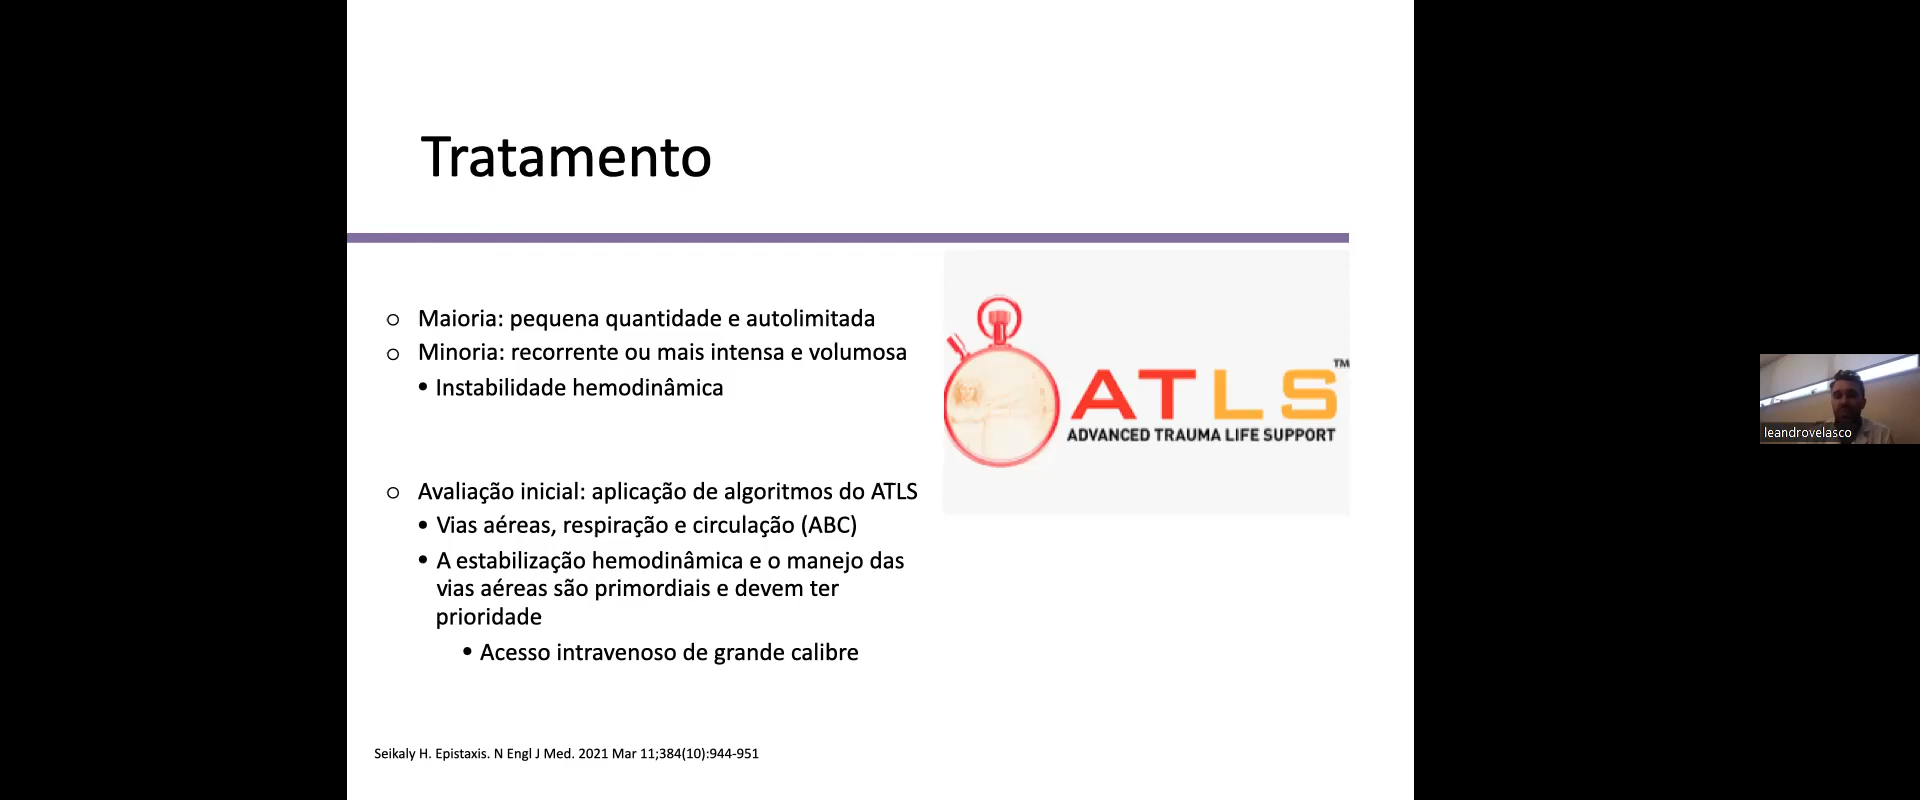 Tratamento
○ Maioria: pequena quantidade e autolimitada
○ Minoria: recorrente ou mais intensa e volumosa
• Instabilidade hemodinâmica
○ Avaliação inicial: aplicação de algoritmos do ATLS
• Vias aéreas, respiração e circulação (ABC)
• A estabilização hemodinâmica e o manejo das
vias aéreas são primordiais e devem ter
prioridade
• Acesso intravenoso de grande calibre
Seikaly H. Epistaxis. N Engl J Med. 2021 Mar 11;384(10):944-951
ATLS™
ADVANCED TRAUMA LIFE SUPPORT
leandrovelasco